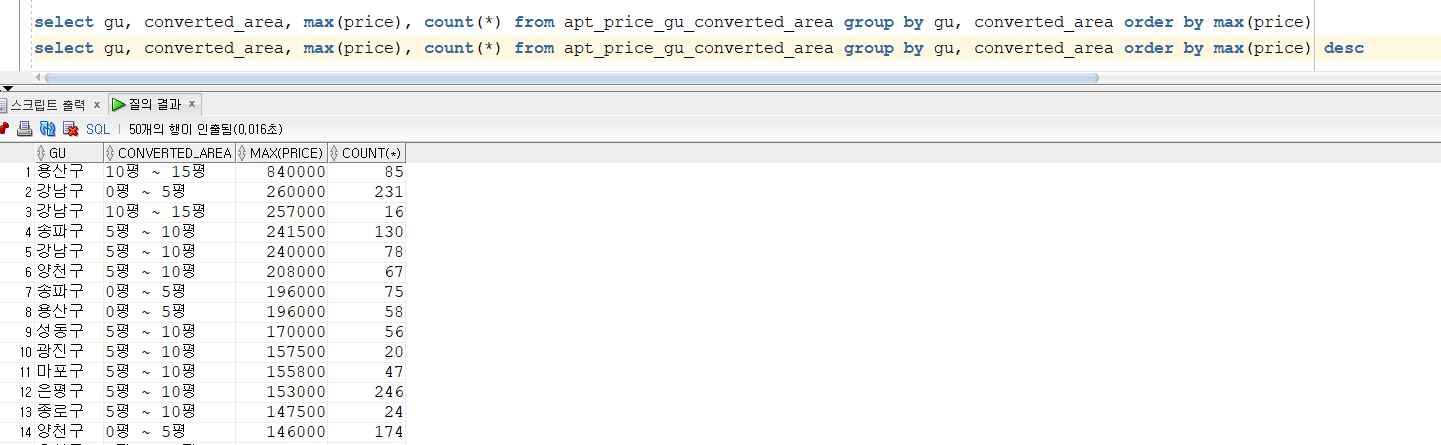 select gu, converted_area, max(price), count(*) from apt_price_gu_converted_area group by gu, converted_area order by max(price)
select gu, converted_area, max(price), count(*) from apt_price_gu_converted_area group by gu, converted_area order by max(price) desc
스크립트 출력 x 질의 결과 x
SQL | 50개의 행이 인출됨(0,016초)
GU CONVERTED_AREA MAX(PRICE) COUNT(*)
1 용산구 10평 ~ 15평 840000 85
2 강남구 0평 ~ 5평 260000 231
3 강남구 10평 ~ 15평 257000 16
4 송파구 5평 ~ 10평 241500 130
5 강남구 5평 ~ 10평 240000 78
6 양천구 5평 ~ 10평 208000 67
7 송파구 0평 ~ 5평 196000 75
8 용산구 0평 ~ 5평 196000 58
9 성동구 5평 ~ 10평 170000 56
10 광진구 5평 ~ 10평 157500 20
11 마포구 5평 ~ 10평 155800 47
12 은평구 5평 ~ 10평 153000 246
13 종로구 5평 ~ 10평 147500 24
14 양천구 0평 ~ 5평 146000 174